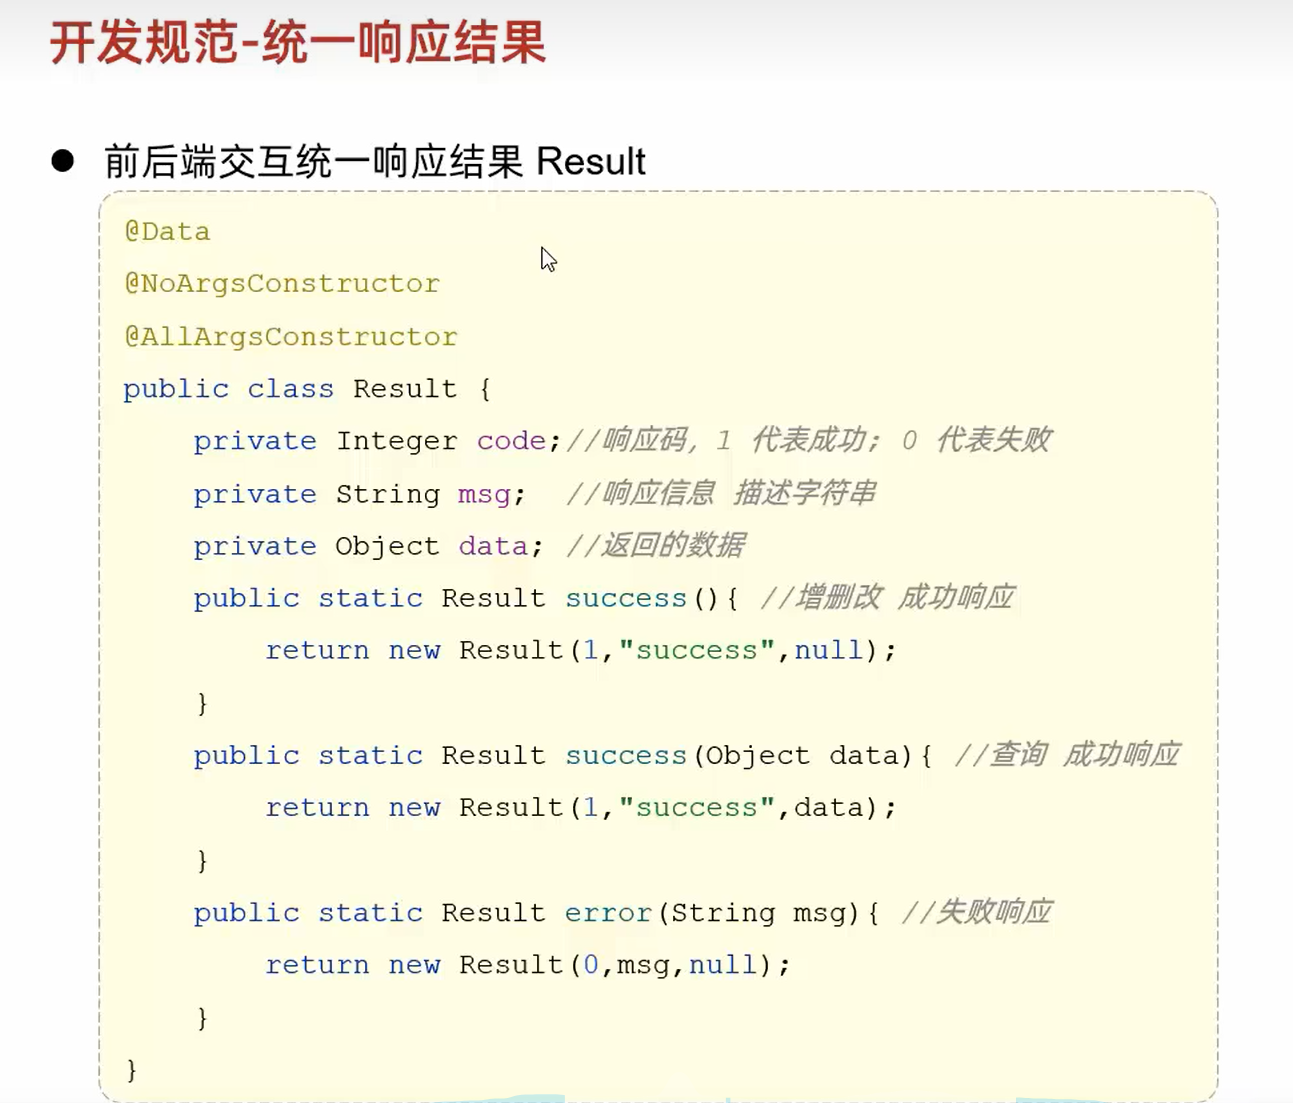 开发规范-统一响应结果
● 前后端交互统一响应结果 Result
@Data
@NoArgsConstructor
@AllArgsConstructor
public class Result {
    private Integer code;//响应码, 1 代表成功; 0 代表失败
    private String msg;  //响应信息 描述字符串
    private Object data; //返回的数据
    public static Result success(){ //增删改 成功响应
        return new Result(1,"success",null);
    }
    public static Result success(Object data){ //查询 成功响应
        return new Result(1,"success",data);
    }
    public static Result error(String msg){ //失败响应
        return new Result(0,msg,null);
    }
}